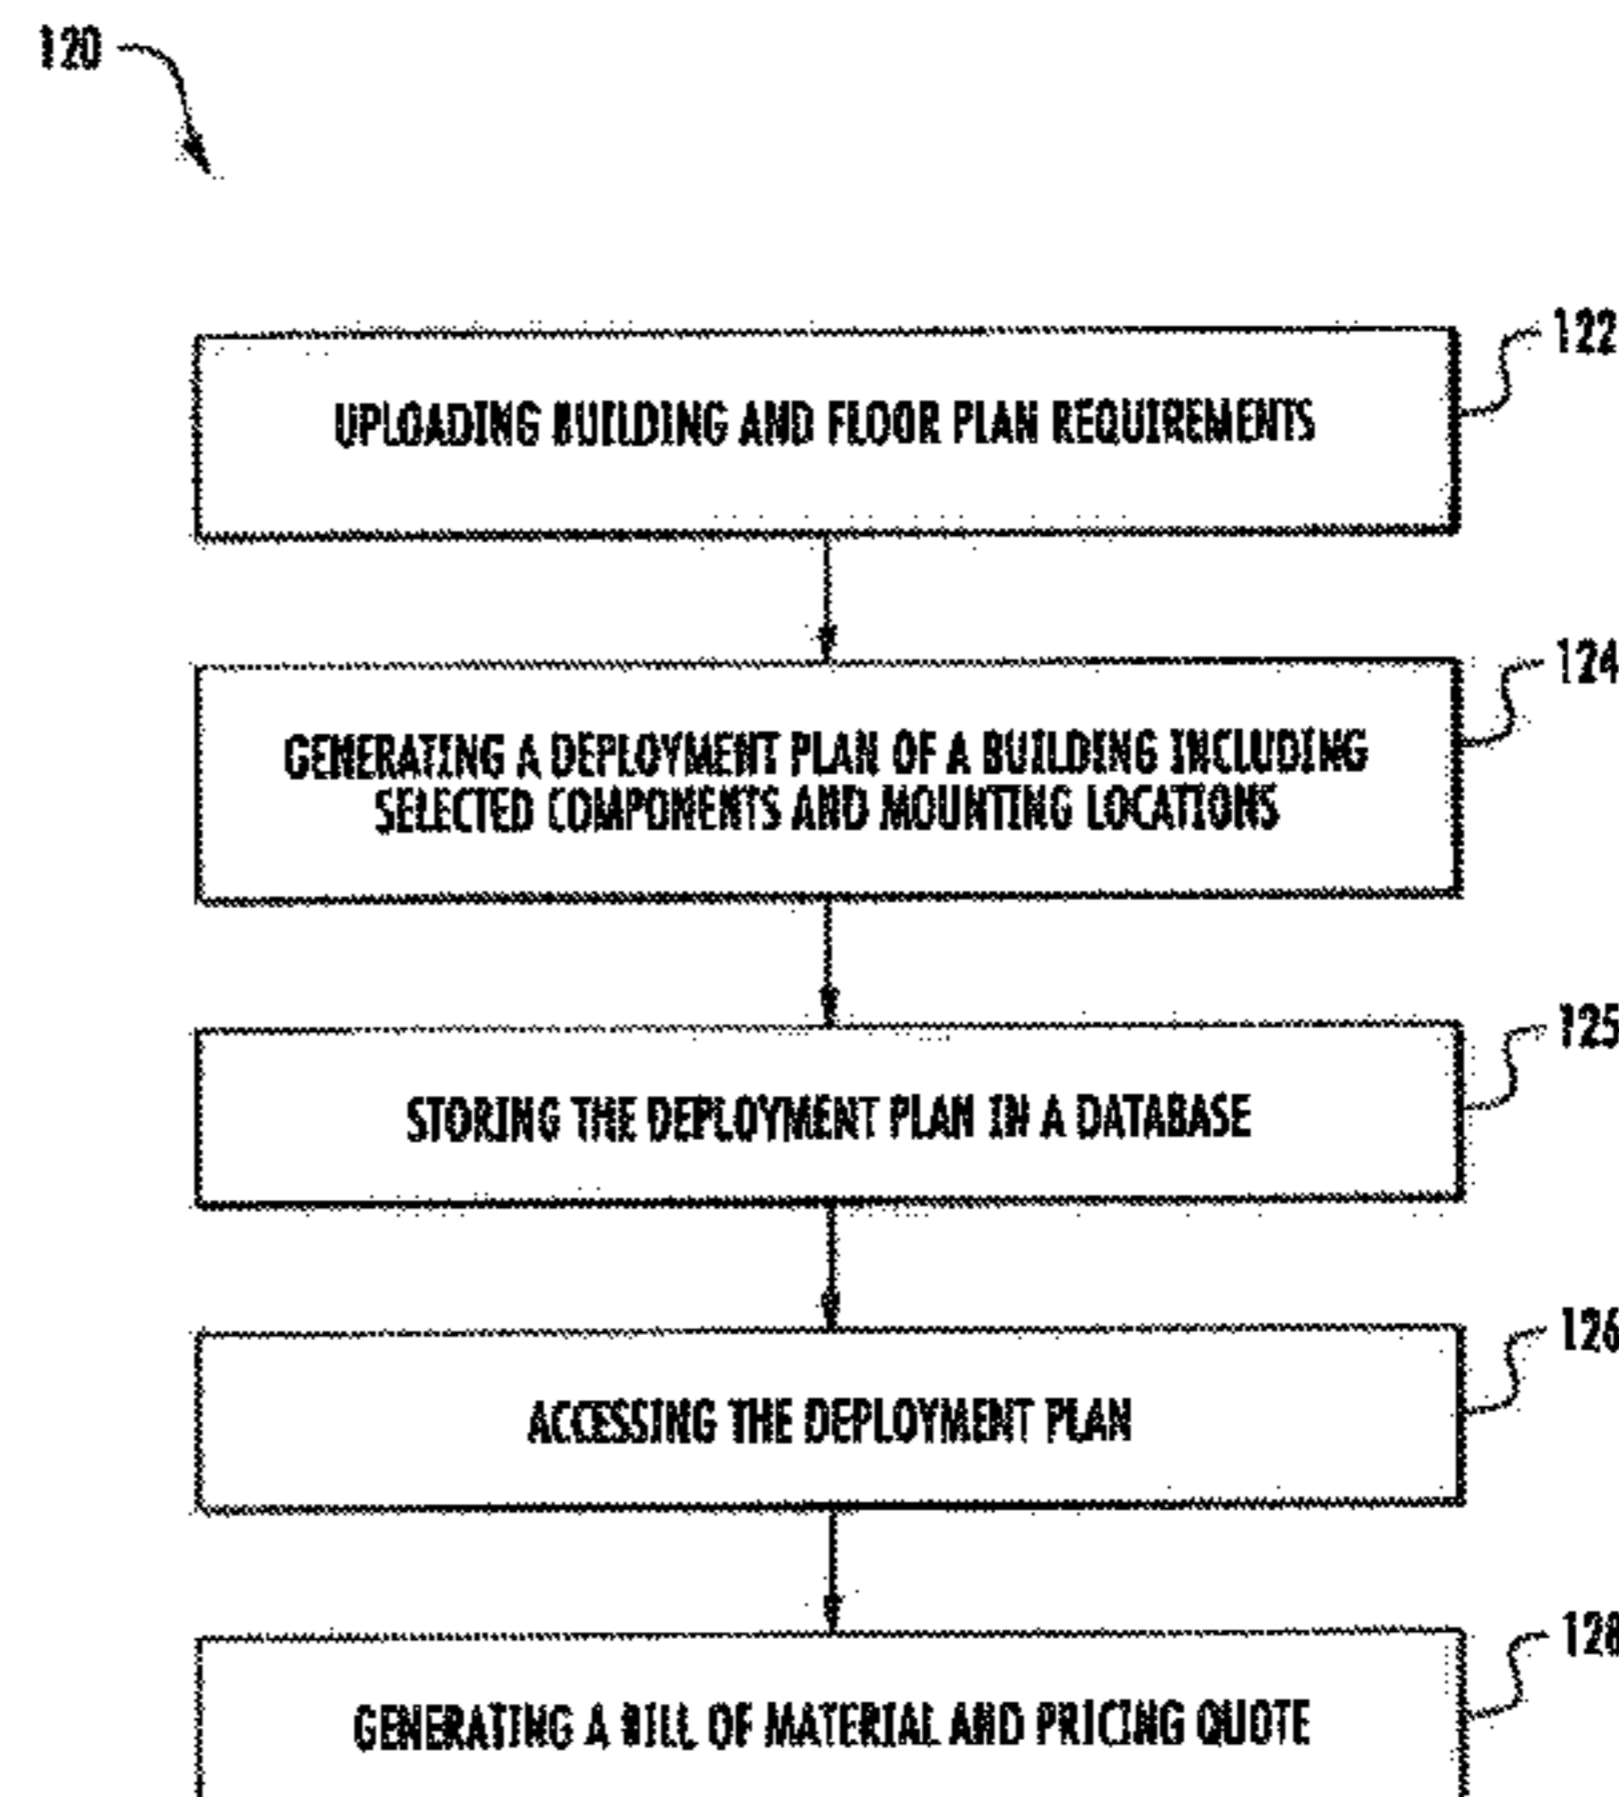 120
122
UPLOADING BUILDING AND FLOOR PLAN REQUIREMENTS
124
GENERATING A DEPLOYMENT PLAN OF A BUILDING INCLUDING
SELECTED COMPONENTS AND MOUNTING LOCATIONS
125
STORING THE DEPLOYMENT PLAN IN A DATABASE
126
ACCESSING THE DEPLOYMENT PLAN
128
GENERATING A BILL OF MATERIAL AND PRICING QUOTE